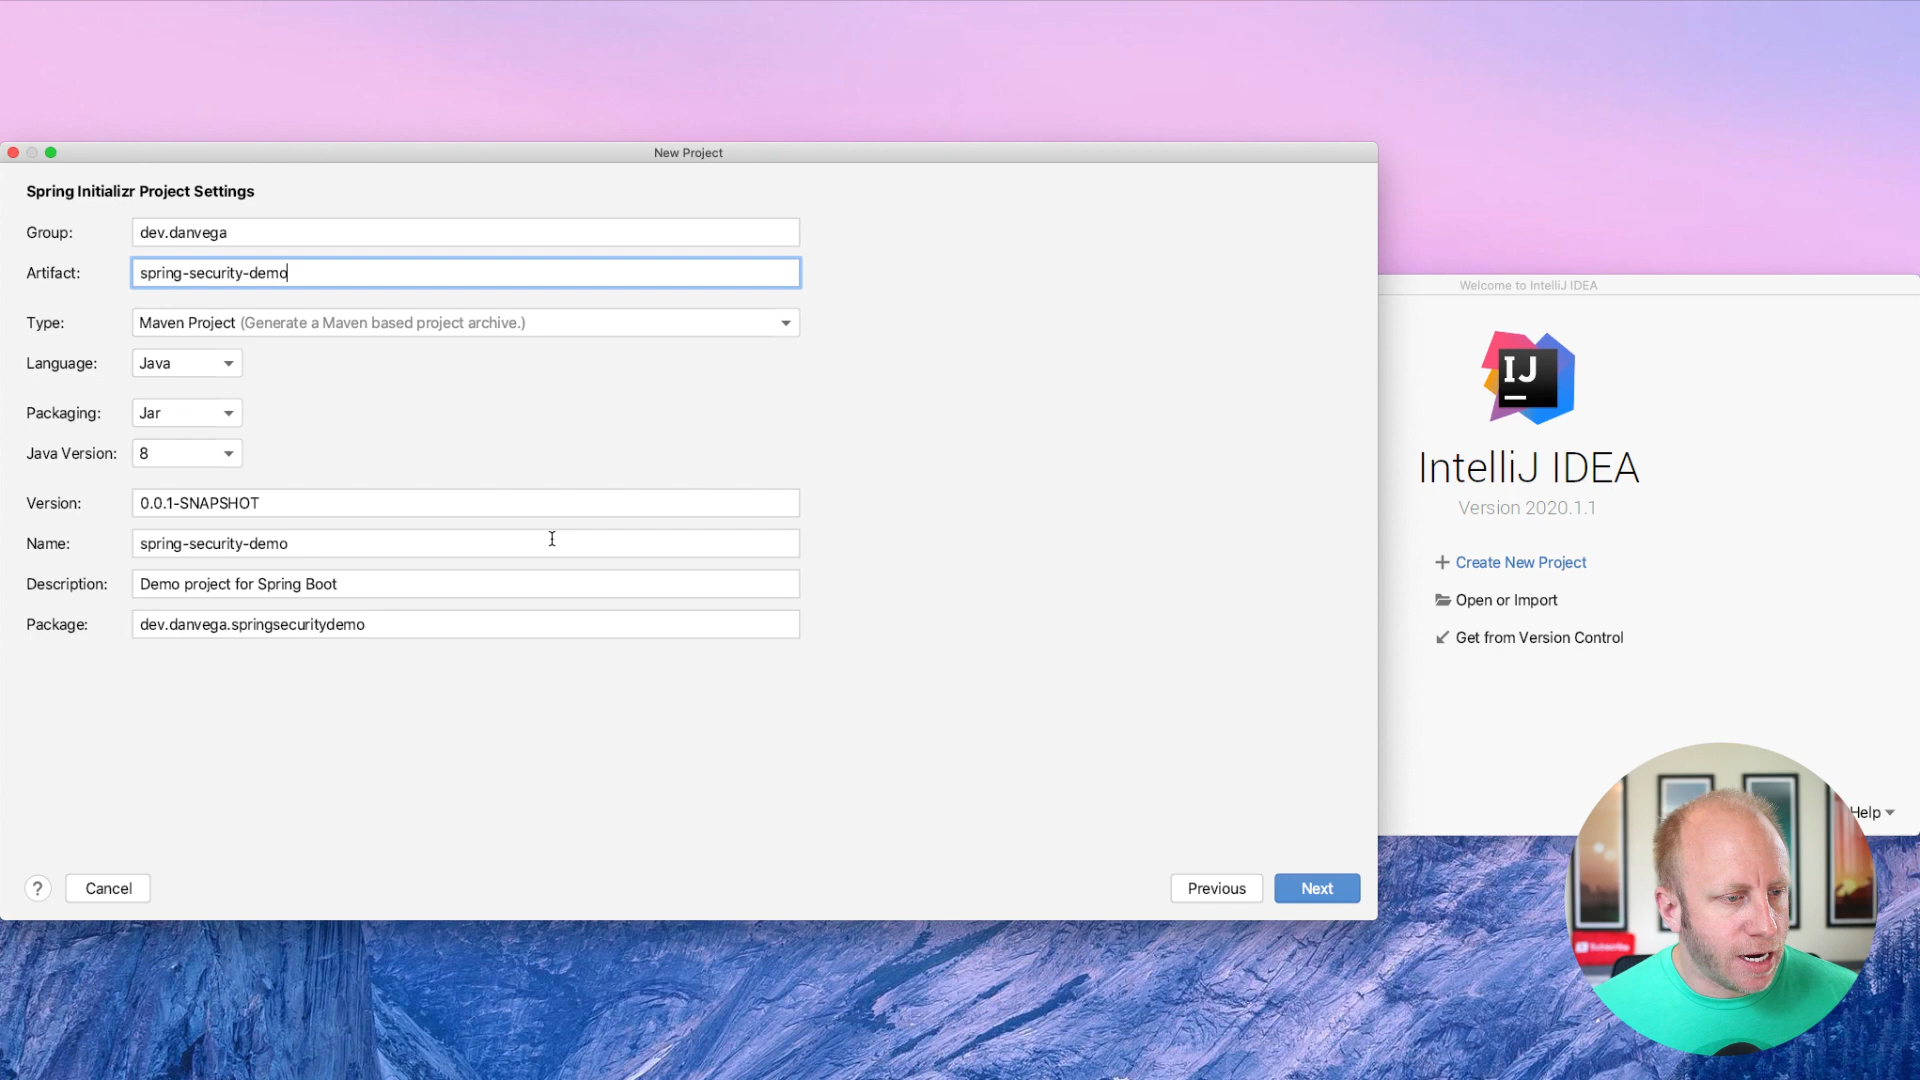 New Project
Spring Initializr Project Settings
Group: dev.danvega
Artifact: spring-security-demo
Type: Maven Project (Generate a Maven based project archive.)
Language: Java
Packaging: Jar
Java Version: 8
Version: 0.0.1-SNAPSHOT
Name: spring-security-demo
Description: Demo project for Spring Boot
Package: dev.danvega.springsecuritydemo
? Cancel
Previous
Next
Welcome to IntelliJ IDEA
IJ
IntelliJ IDEA
Version 2020.1.1
Create New Project
Open or Import
Get from Version Control
Help
Subscribe